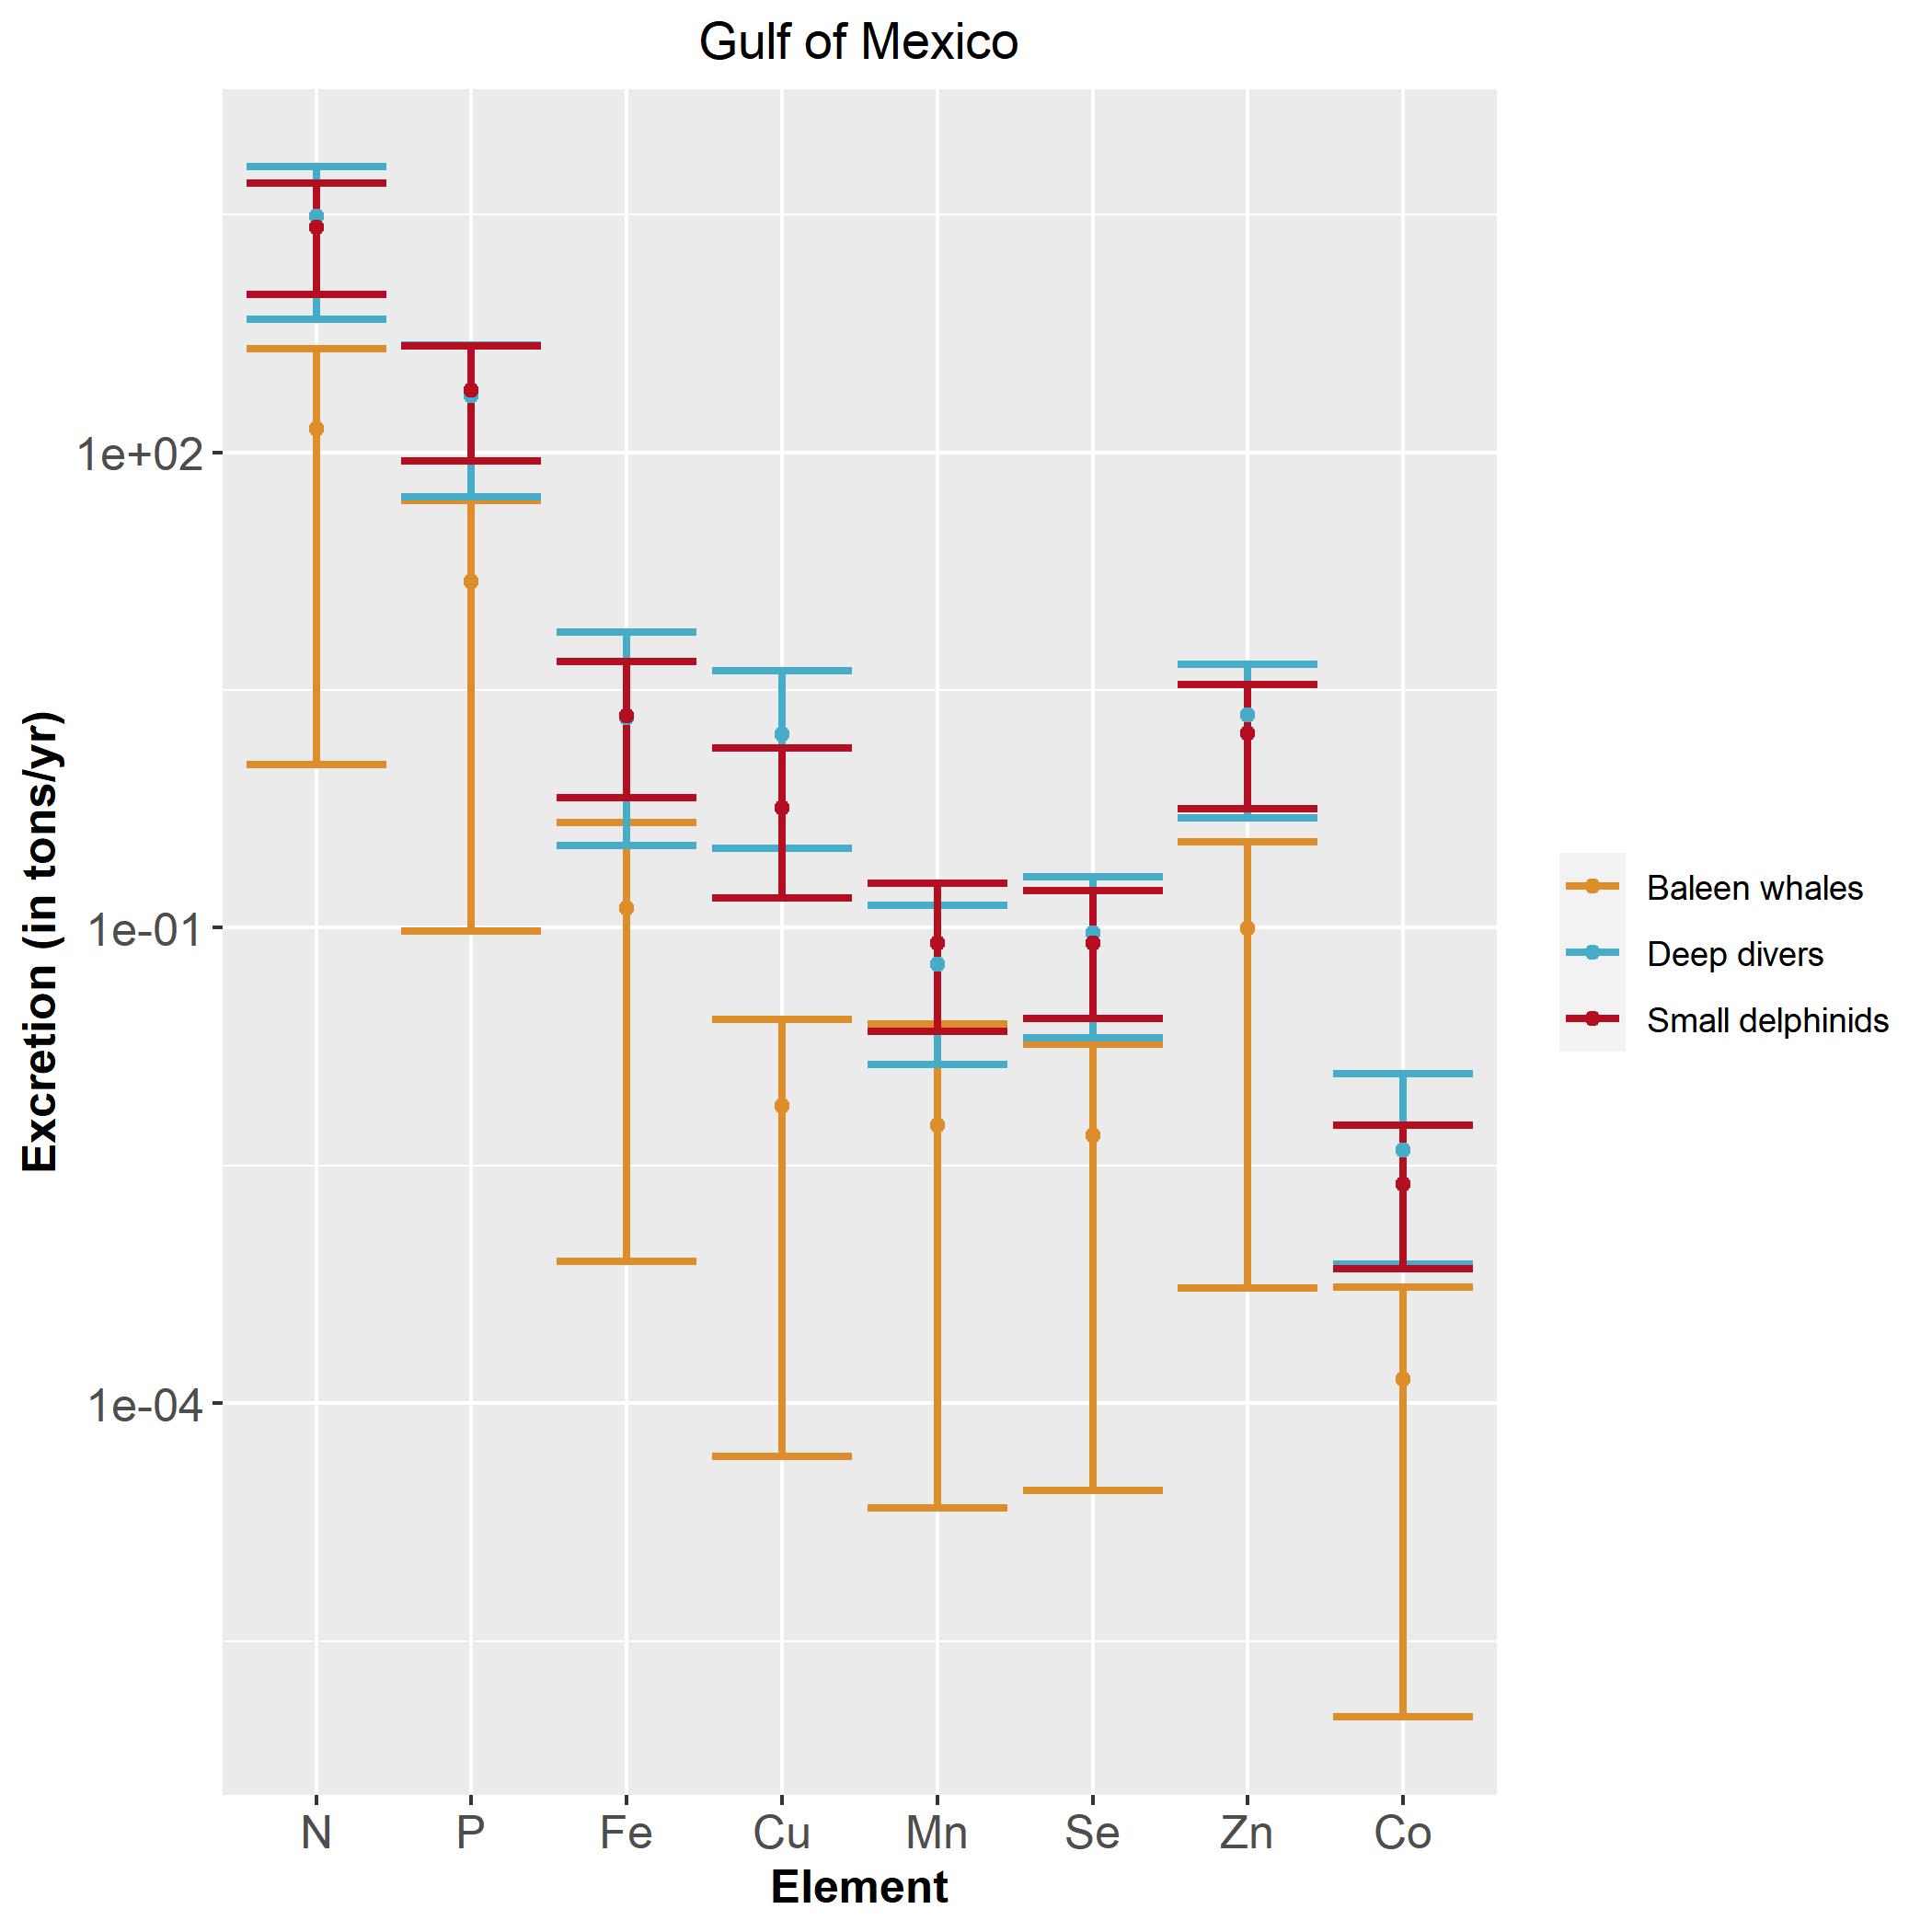 Gulf of Mexico
Excretion (in tons/yr)
1e+02
1e-01
1e-04
N P Fe Cu Mn Se Zn Co
Element
Baleen whales
Deep divers
Small delphinids